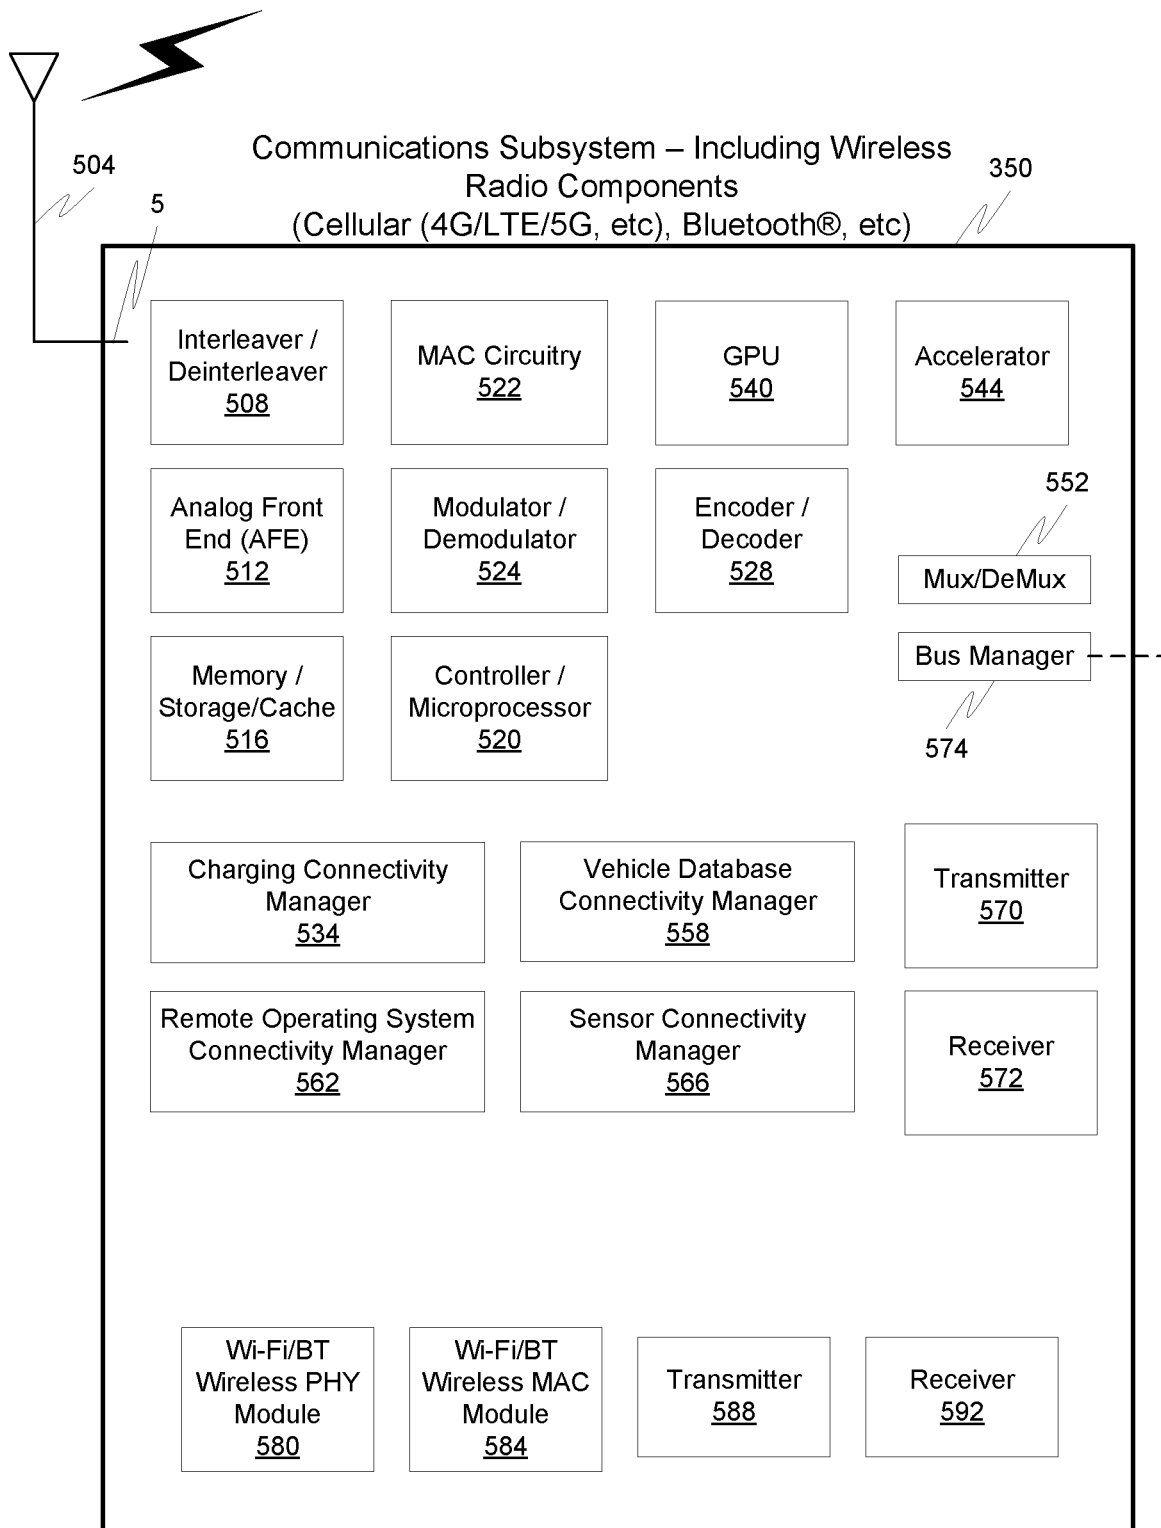 Communications Subsystem – Including Wireless
Radio Components
(Cellular (4G/LTE/5G, etc), Bluetooth®, etc)
504
5
350
Interleaver /
Deinterleaver
508
MAC Circuitry
522
GPU
540
Accelerator
544
Analog Front
End (AFE)
512
Modulator /
Demodulator
524
Encoder /
Decoder
528
552
Mux/DeMux
Bus Manager
574
Memory /
Storage/Cache
516
Controller /
Microprocessor
520
Charging Connectivity
Manager
534
Vehicle Database
Connectivity Manager
558
Transmitter
570
Remote Operating System
Connectivity Manager
562
Sensor Connectivity
Manager
566
Receiver
572
Wi-Fi/BT
Wireless PHY
Module
580
Wi-Fi/BT
Wireless MAC
Module
584
Transmitter
588
Receiver
592